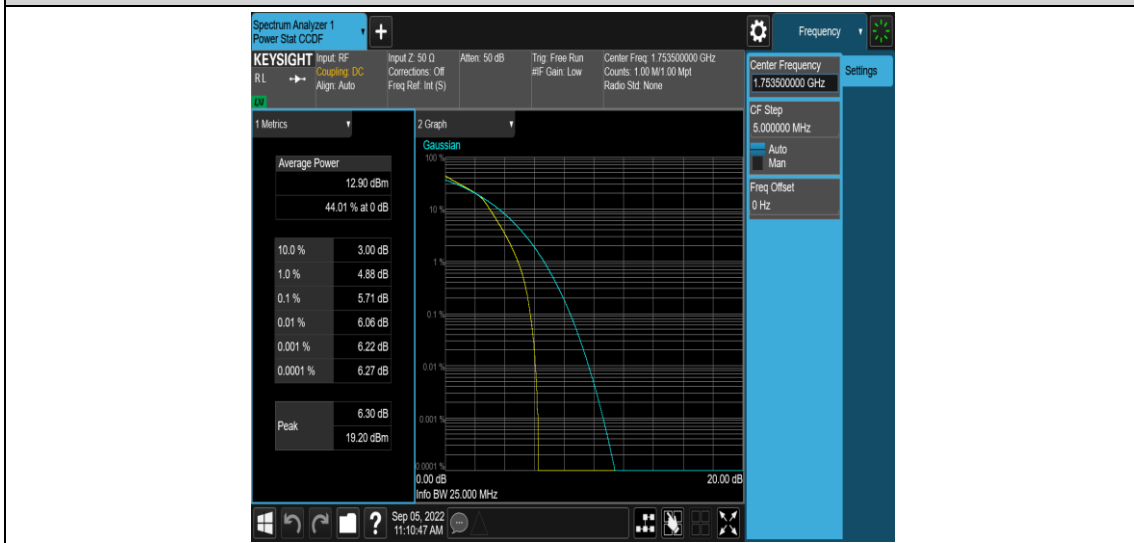 Spectrum Analyzer 1
Power Stat CCDF
+
Frequency
KEYSIGHT
RL
LXI
Input: RF
Coupling: DC
Align: Auto
Input Z: 50 Ω
Corrections: Off
Freq Ref: Int (S)
Atten: 50 dB
Trig: Free Run
#IF Gain: Low
Center Freq: 1.753500000 GHz
Counts: 1.00 M/1.00 Mpt
Radio Std: None
Center Frequency
1.753500000 GHz
Settings
CF Step
5.000000 MHz
Auto
Man
Freq Offset
0 Hz
1 Metrics
Average Power
12.90 dBm
44.01 % at 0 dB
10.0 % 3.00 dB
1.0 % 4.88 dB
0.1 % 5.71 dB
0.01 % 6.06 dB
0.001 % 6.22 dB
0.0001 % 6.27 dB
Peak 6.30 dB
19.20 dBm
2 Graph
Gaussian
100 %
10 %
1 %
0.1 %
0.01 %
0.001 %
0.0001 %
0.00 dB 20.00 dB
Info BW 25.000 MHz
?
Sep 05, 2022
11:10:47 AM